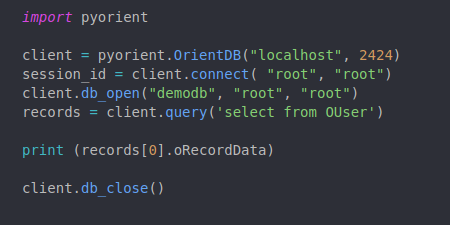 import pyorient
client = pyorient.OrientDB("localhost", 2424)
session_id = client.connect( "root", "root")
client.db_open("demodb", "root", "root")
records = client.query('select from OUser')
print (records[0].oRecordData)
client.db_close()